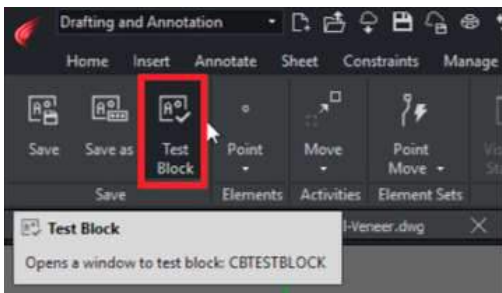 Drafting and Annotation
Home Insert Annotate Sheet Constraints Manage
Save Save as Test Block Point Move Point Move
Save Elements Activities Element Sets
Test Block
l-Veneer.dwg
Opens a window to test block: CBTESTBLOCK